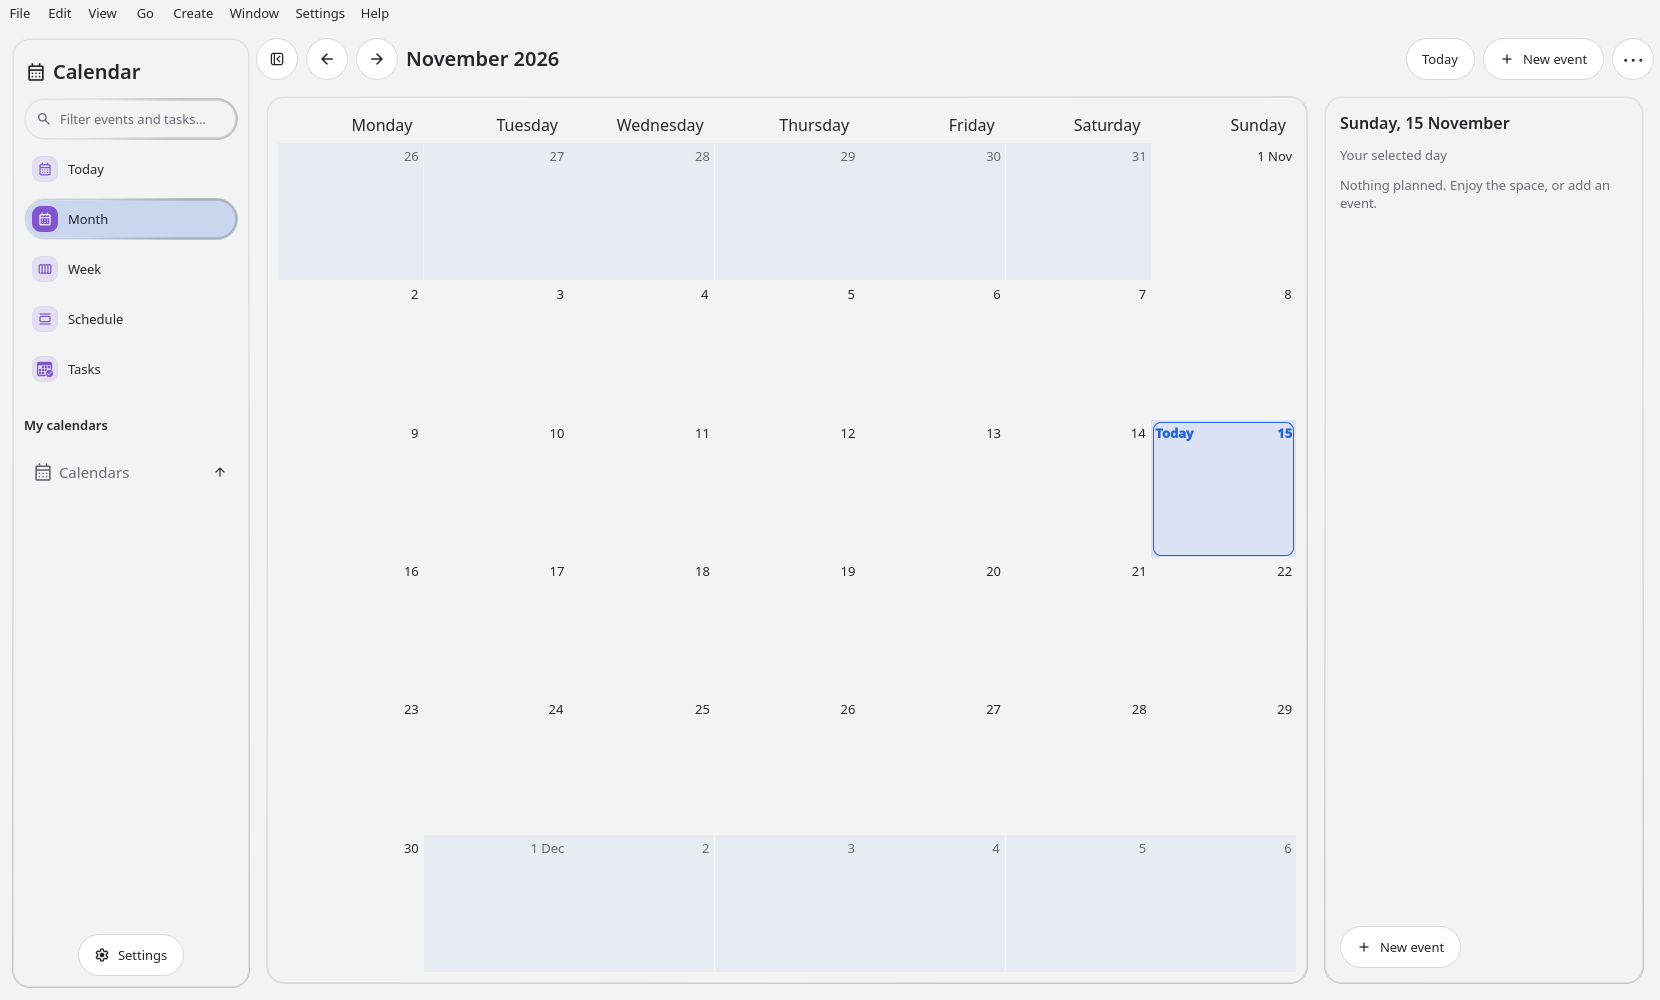 File Edit View Go Create Window Settings Help
Calendar
Filter events and tasks...
Today
Month
Week
Schedule
Tasks
My calendars
Calendars
Settings
November 2026
Today
New event
Monday Tuesday Wednesday Thursday Friday Saturday Sunday
26 27 28 29 30 31 1 Nov
2 3 4 5 6 7 8
9 10 11 12 13 14 Today 15
16 17 18 19 20 21 22
23 24 25 26 27 28 29
30 1 Dec 2 3 4 5 6
Sunday, 15 November
Your selected day
Nothing planned. Enjoy the space, or add an
event.
New event